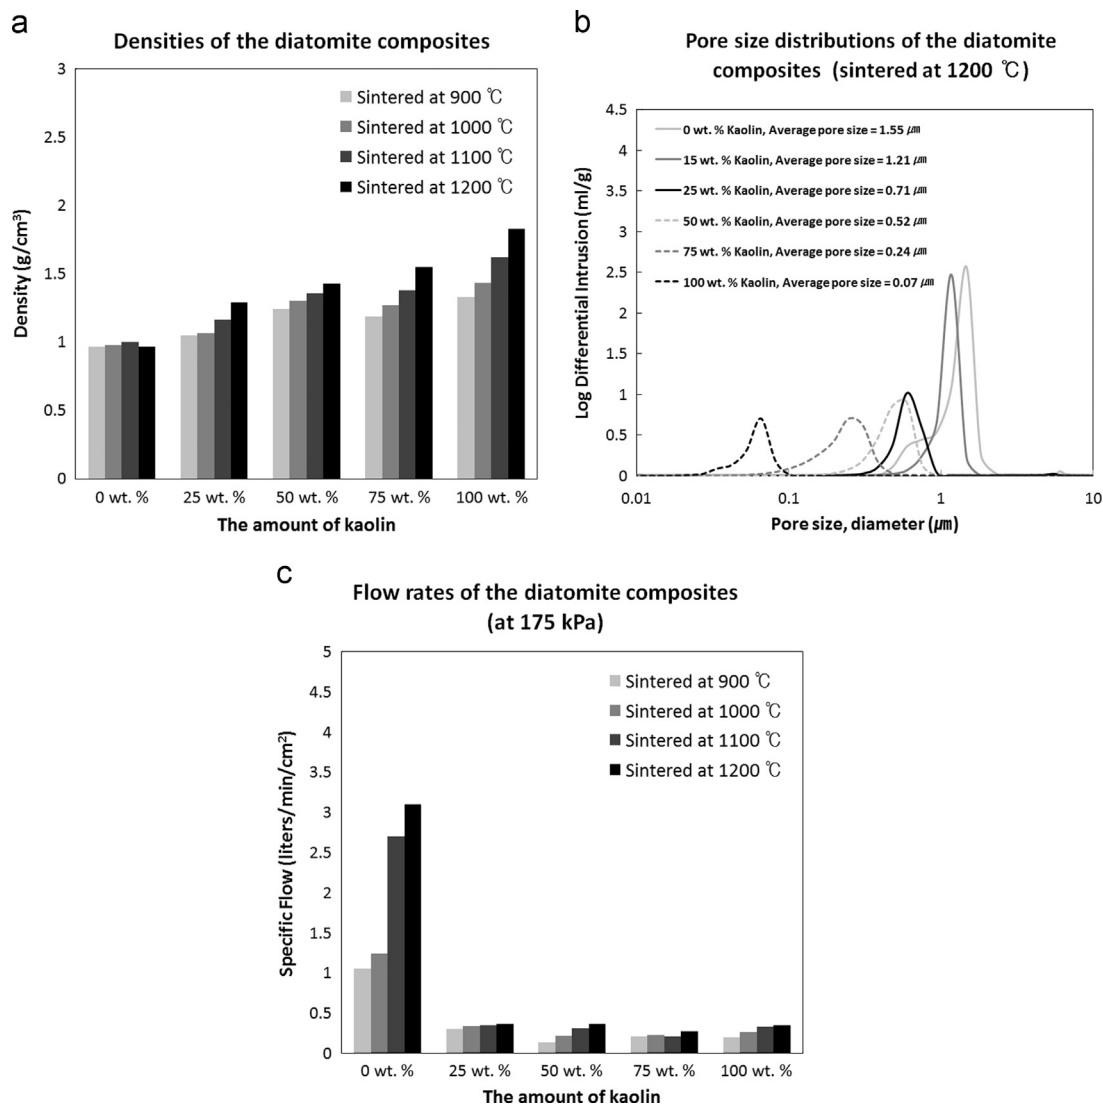 a
Densities of the diatomite composites
3
2.5
2
1.5
1
0.5
0
Density (g/cm³)
Sintered at 900 ℃
Sintered at 1000 ℃
Sintered at 1100 ℃
Sintered at 1200 ℃
0 wt. % 25 wt. % 50 wt. % 75 wt. % 100 wt. %
The amount of kaolin
b
Pore size distributions of the diatomite
composites (sintered at 1200 ℃)
4.5
4
3.5
3
2.5
2
1.5
1
0.5
0
Log Differential Intrusion (ml/g)
0 wt. % Kaolin, Average pore size = 1.55 ㎛
15 wt. % Kaolin, Average pore size = 1.21 ㎛
25 wt. % Kaolin, Average pore size = 0.71 ㎛
50 wt. % Kaolin, Average pore size = 0.52 ㎛
75 wt. % Kaolin, Average pore size = 0.24 ㎛
100 wt. % Kaolin, Average pore size = 0.07 ㎛
0.01 0.1 1 10
Pore size, diameter (㎛)
c
Flow rates of the diatomite composites
(at 175 kPa)
5
4.5
4
3.5
3
2.5
2
1.5
1
0.5
0
Specific Flow (liters/min/cm²)
Sintered at 900 ℃
Sintered at 1000 ℃
Sintered at 1100 ℃
Sintered at 1200 ℃
0 wt. % 25 wt. % 50 wt. % 75 wt. % 100 wt. %
The amount of kaolin